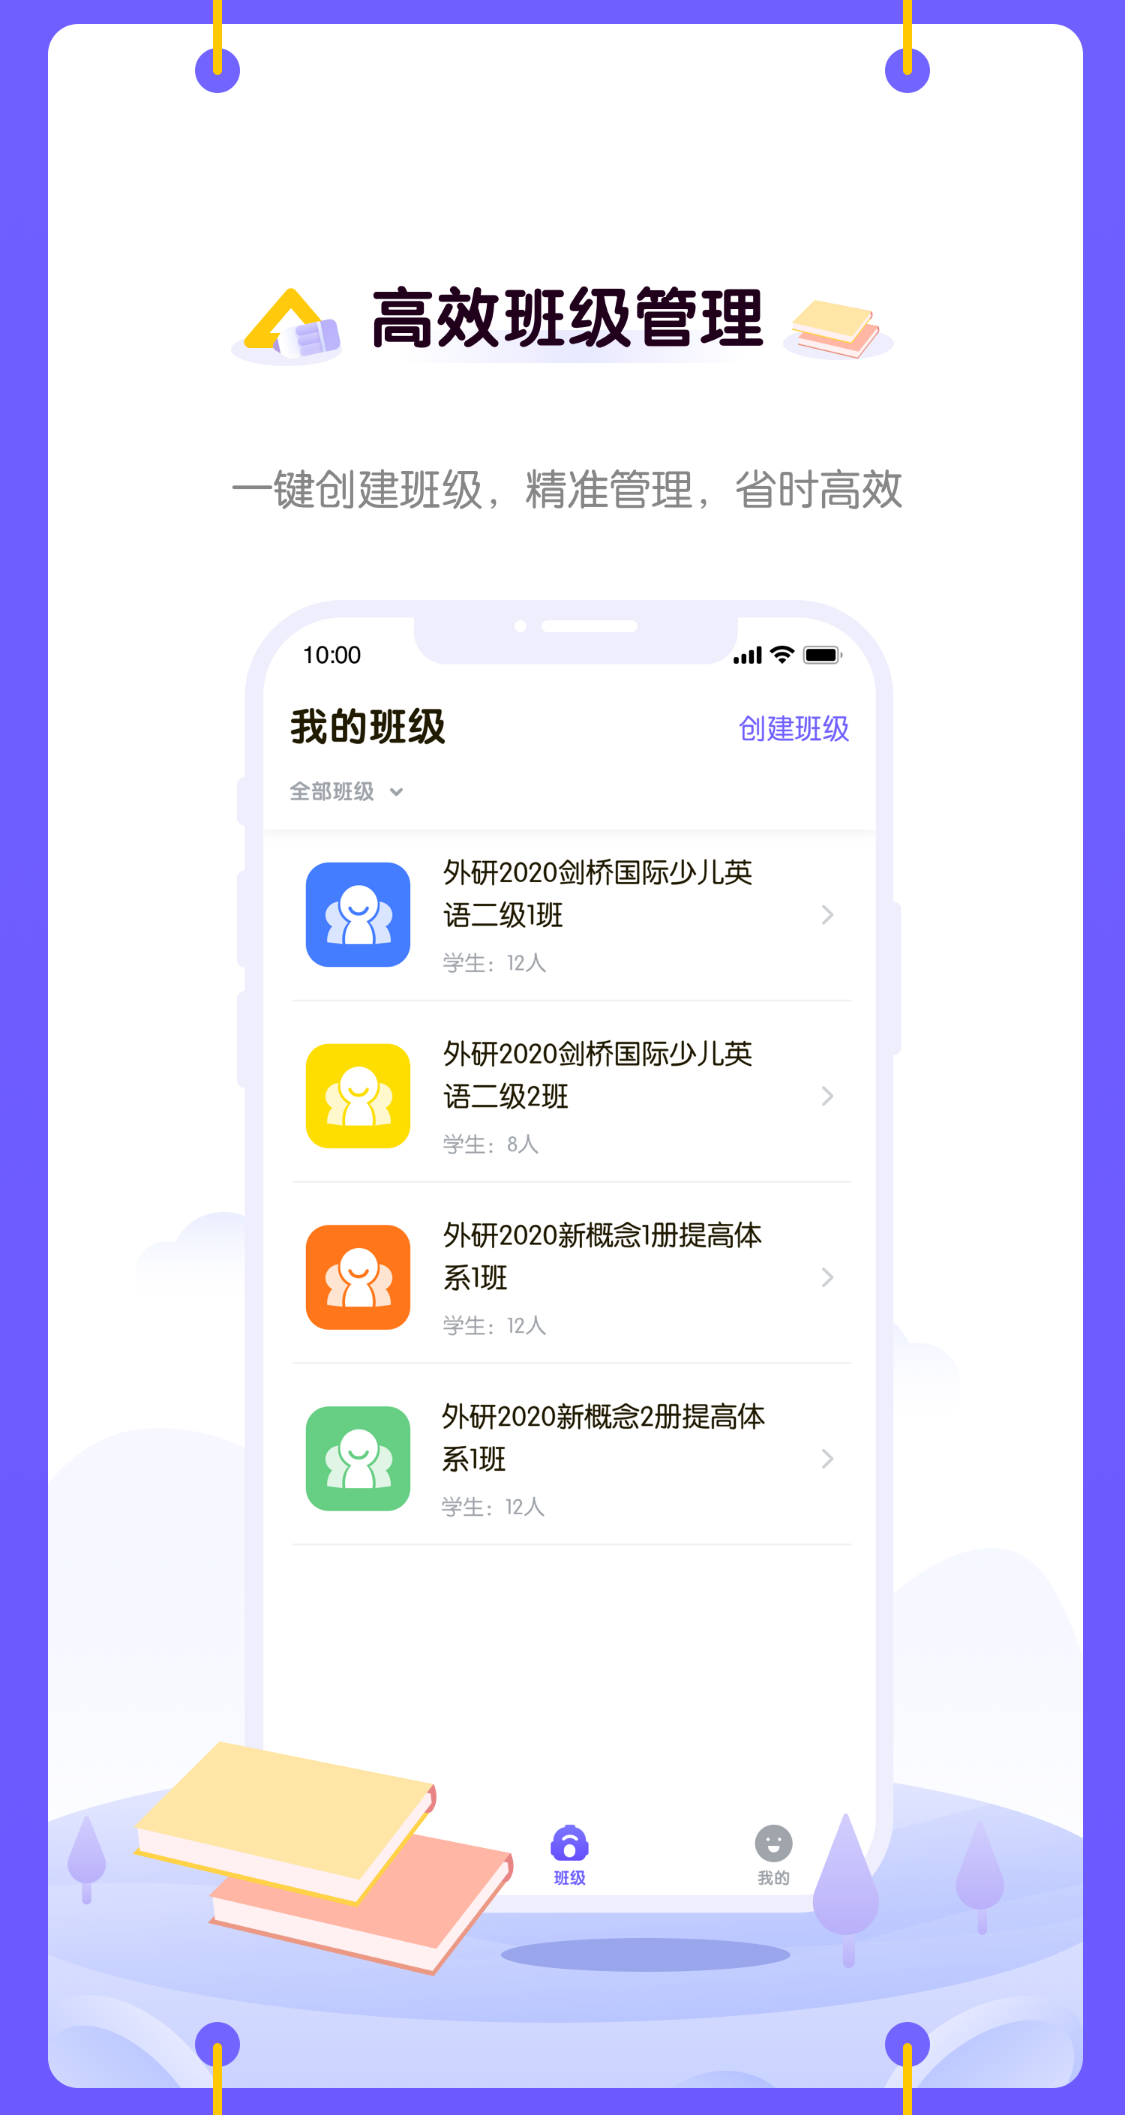 高效班级管理
一键创建班级，精准管理，省时高效
10:00
我的班级
创建班级
全部班级
外研2020剑桥国际少儿英
语二级1班
学生：12人
外研2020剑桥国际少儿英
语二级2班
学生：8人
外研2020新概念1册提高体
系1班
学生：12人
外研2020新概念2册提高体
系1班
学生：12人
班级
我的